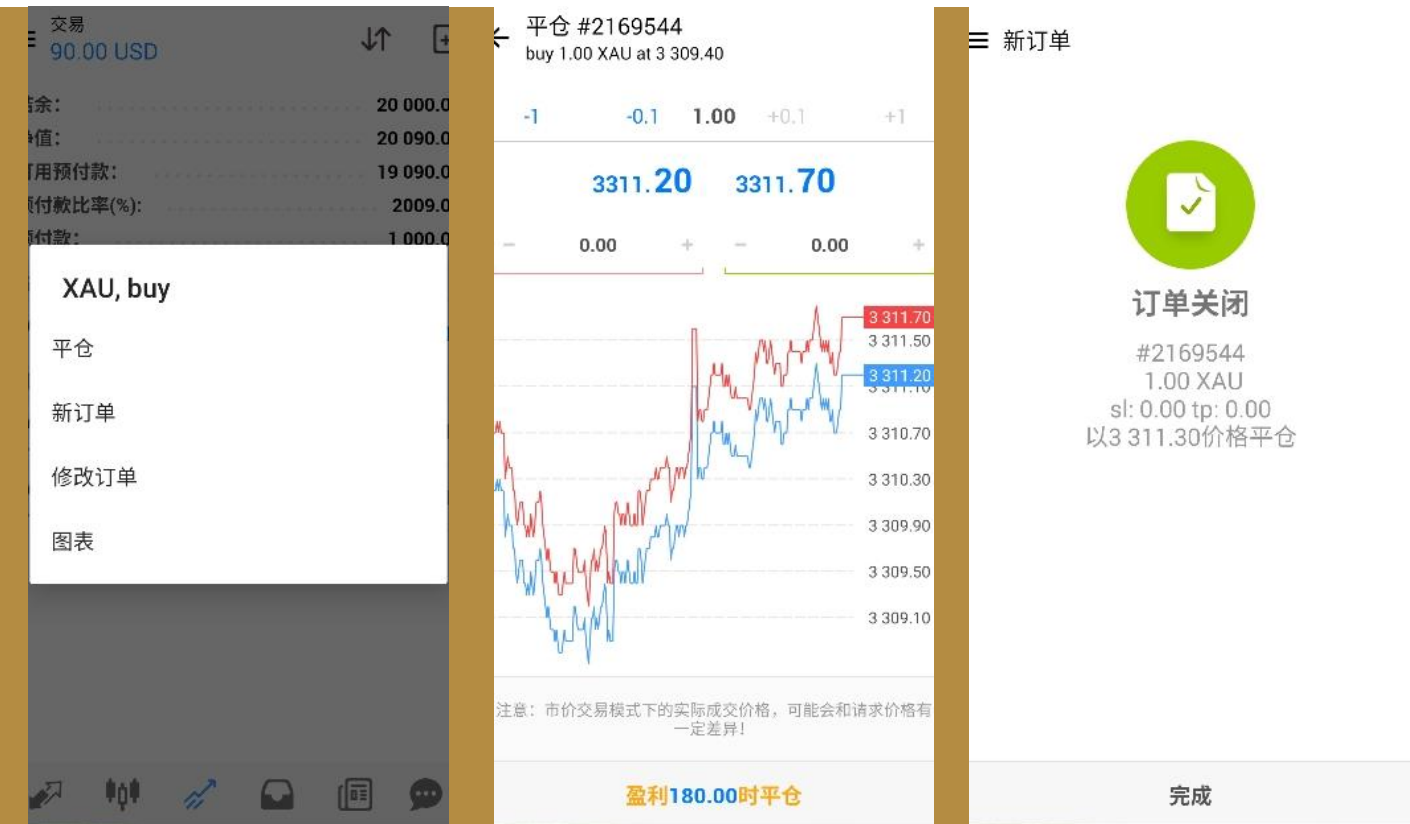 交易
90.00 USD
余:
20 000.0
值:
20 090.0
用预付款:
19 090.0
付款比率(%):
2009.0
付款:
1 000.0
XAU, buy
平仓
新订单
修改订单
图表
平仓 #2169544
buy 1.00 XAU at 3 309.40
-1 -0.1 1.00 +0.1 +1
3311.20 3311.70
− 0.00 + − 0.00 +
3 311.70
3 311.50
3 311.20
3 311.10
3 310.70
3 310.30
3 309.90
3 309.50
3 309.10
注意：市价交易模式下的实际成交价格，可能会和请求价格有
一定差异！
盈利180.00时平仓
新订单
订单关闭
#2169544
1.00 XAU
sl: 0.00 tp: 0.00
以3 311.30价格平仓
完成